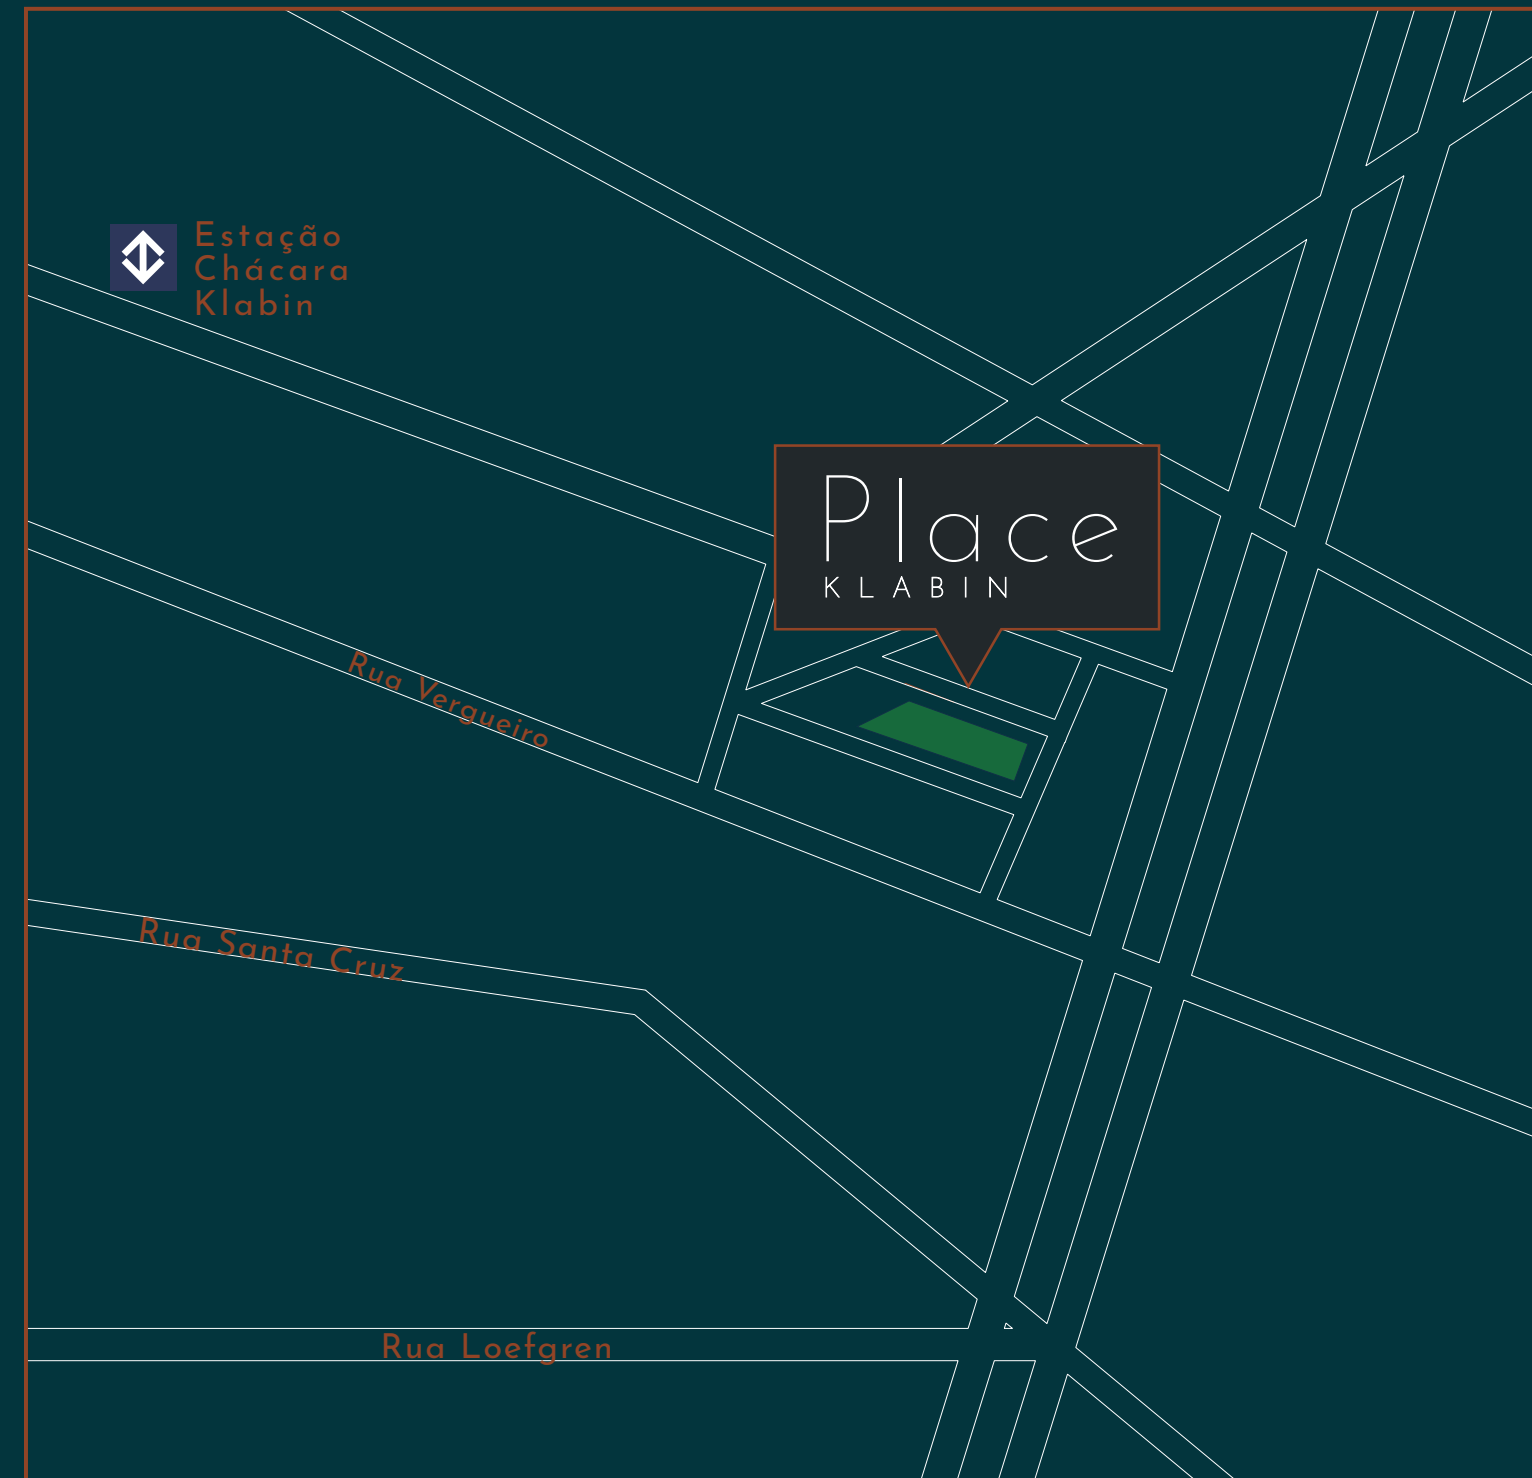 Estação
Chácara
Klabin
Place
KLABIN
Rua Vergueiro
Rua Santa Cruz
Rua Loefgren